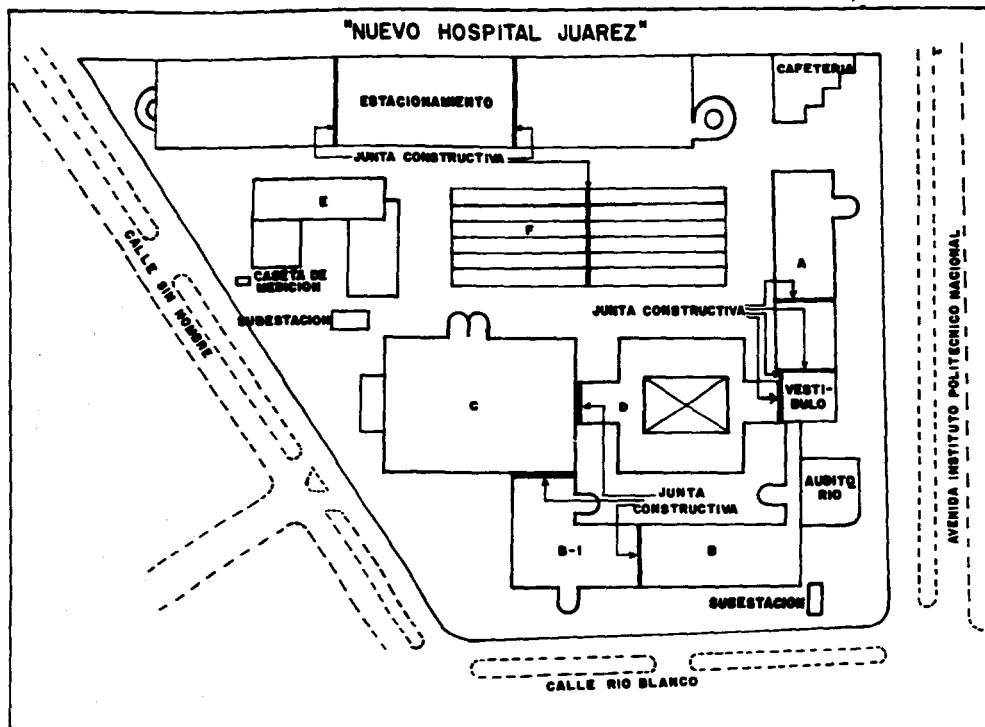 "NUEVO HOSPITAL JUAREZ"
CAFETERIA
ESTACIONAMIENTO
JUNTA CONSTRUCTIVA
E
F
A
CALLE SIN NOMBRE
CASETA DE
MEDICION
SUBESTACION
JUNTA CONSTRUCTIVA
AVENIDA INSTITUTO POLITECNICO NACIONAL
C
D
VESTI-
BULO
AUDITO
RIO
JUNTA
CONSTRUCTIVA
B-1
B
SUBESTACION
CALLE RIO BLANCO